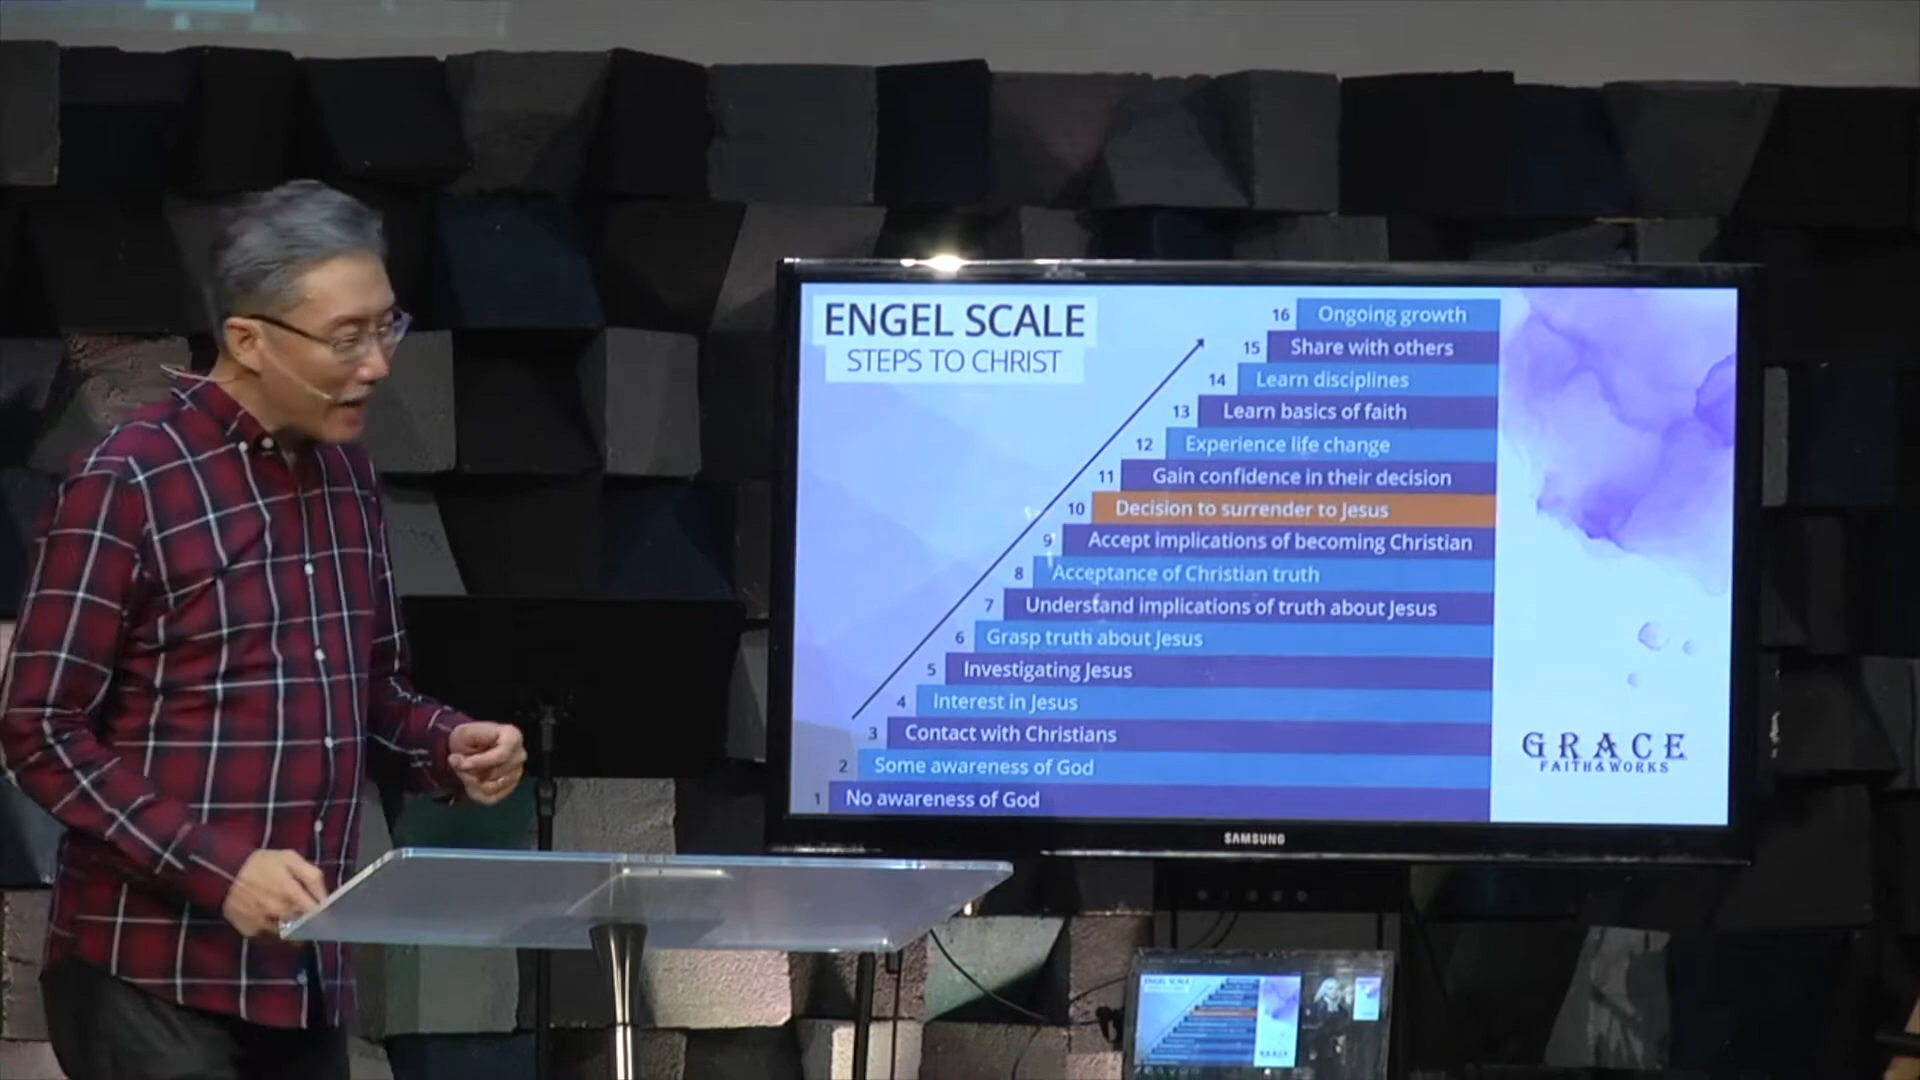 ENGEL SCALE
STEPS TO CHRIST
16 Ongoing growth
15 Share with others
14 Learn disciplines
13 Learn basics of faith
12 Experience life change
11 Gain confidence in their decision
10 Decision to surrender to Jesus
9 Accept implications of becoming Christian
8 Acceptance of Christian truth
7 Understand implications of truth about Jesus
6 Grasp truth about Jesus
5 Investigating Jesus
4 Interest in Jesus
3 Contact with Christians
2 Some awareness of God
1 No awareness of God
GRACE
FAITH & WORKS
SAMSUNG
ENGEL SCALE